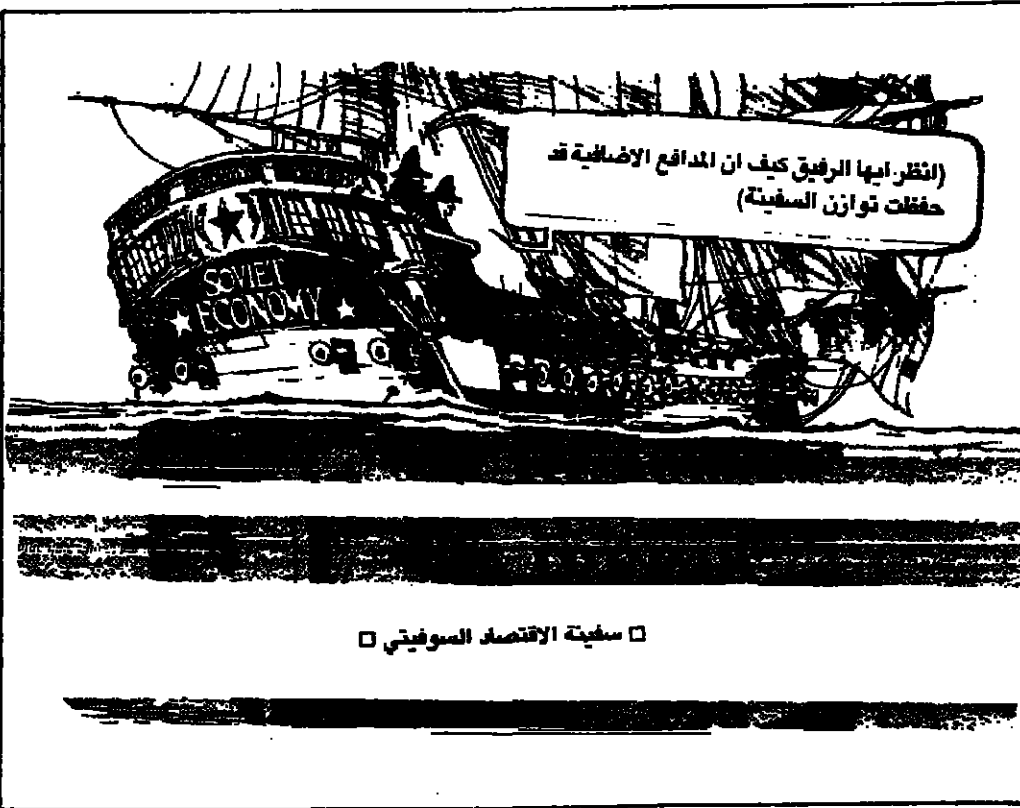 (انظر ايها الرفيق كيف ان المدافع الاضافية قد
حفظت توازن السفينة)
SOVIET
ECONOMY
□ سفينة الاقتصاد السوفيتي □